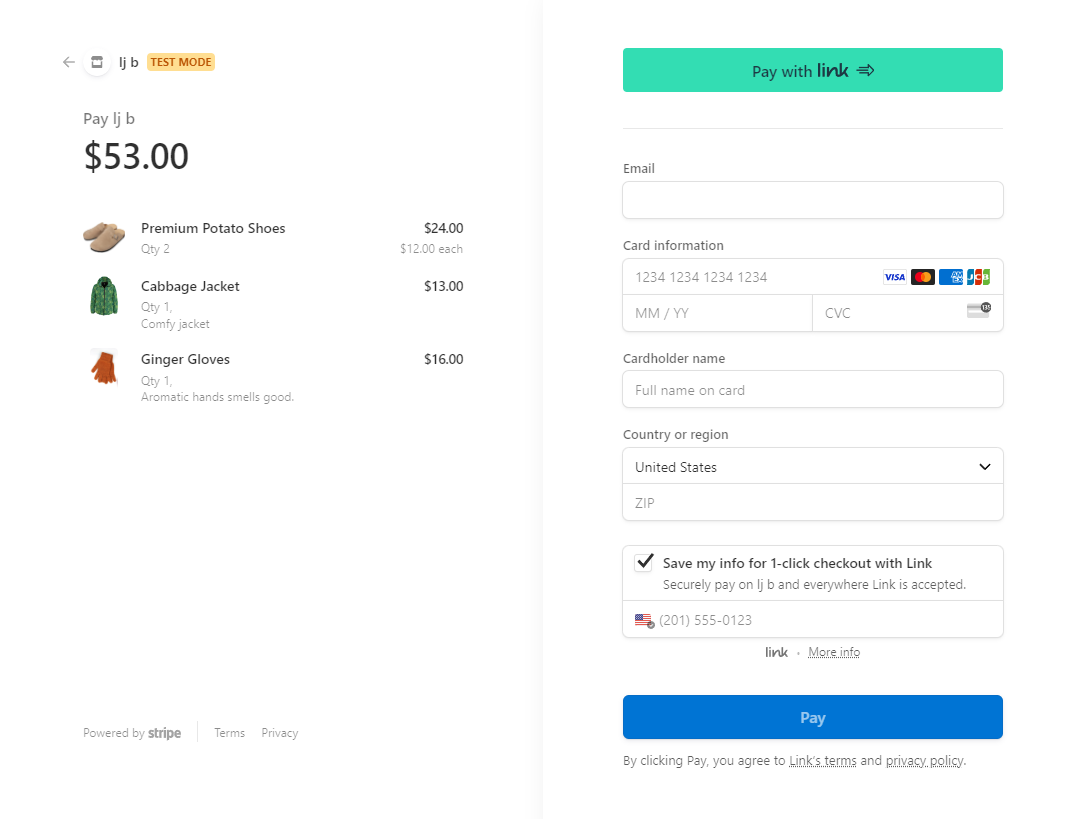 lj b TEST MODE
Pay lj b
$53.00
Premium Potato Shoes $24.00
Qty 2 $12.00 each
Cabbage Jacket $13.00
Qty 1,
Comfy jacket
Ginger Gloves $16.00
Qty 1,
Aromatic hands smells good.
Powered by stripe Terms Privacy
Pay with link
Email
Card information
1234 1234 1234 1234 VISA AMEX JCB
MM / YY CVC 135
Cardholder name
Full name on card
Country or region
United States
ZIP
Save my info for 1-click checkout with Link
Securely pay on lj b and everywhere Link is accepted.
(201) 555-0123
link · More info
Pay
By clicking Pay, you agree to Link's terms and privacy policy.